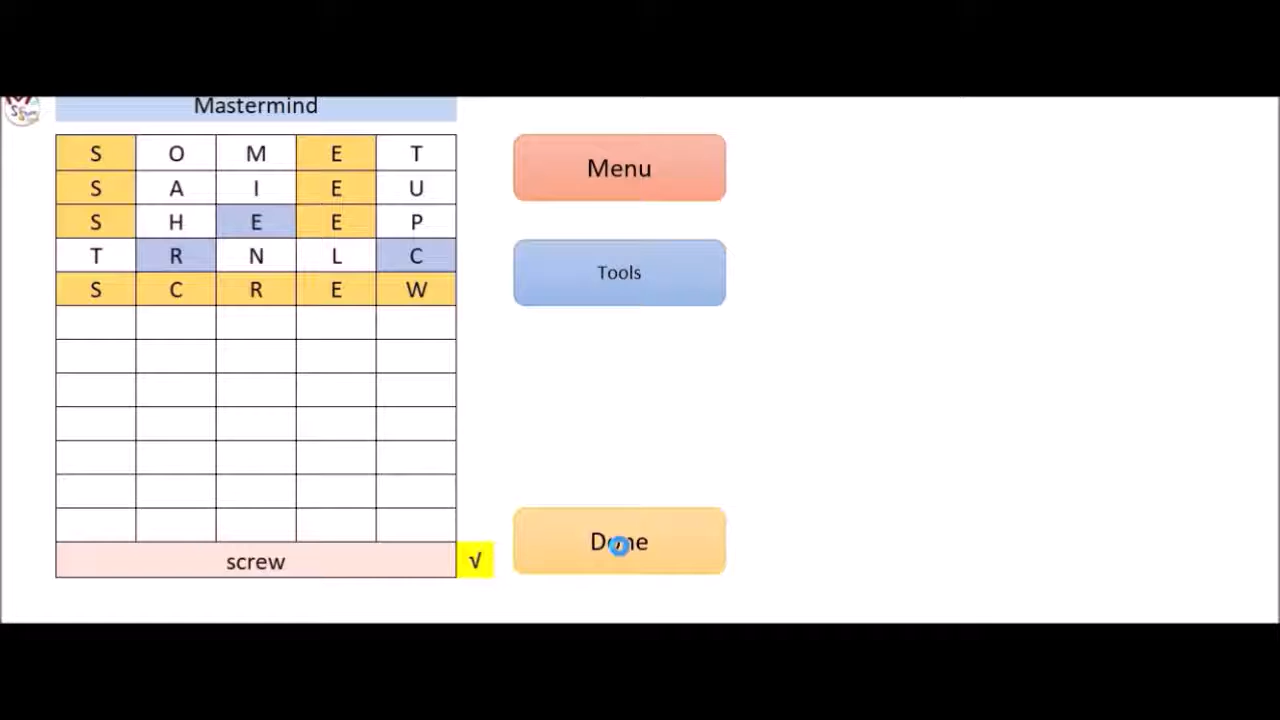 Mastermind
S O M E T
S A I E U
S H E E P
T R N L C
S C R E W
screw √
Menu
Tools
Done